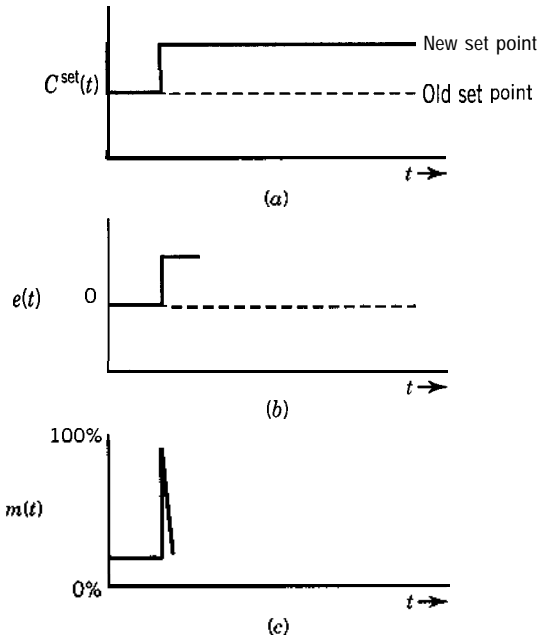 New set point
C^set(t)
Old set point
t →
(a)
e(t) 0
t →
(b)
100%
m(t)
0%
t →
(c)